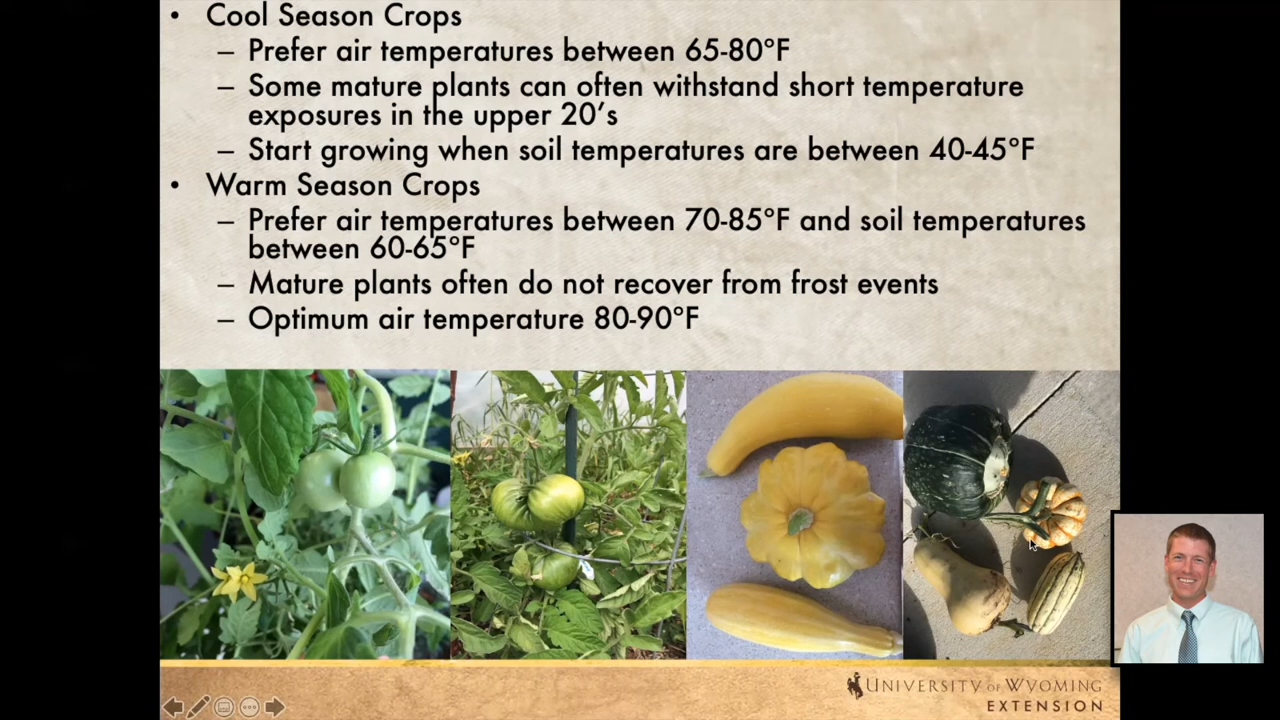 • Cool Season Crops
– Prefer air temperatures between 65-80°F
– Some mature plants can often withstand short temperature
exposures in the upper 20's
– Start growing when soil temperatures are between 40-45°F
• Warm Season Crops
– Prefer air temperatures between 70-85°F and soil temperatures
between 60-65°F
– Mature plants often do not recover from frost events
– Optimum air temperature 80-90°F
UNIVERSITY OF WYOMING
EXTENSION